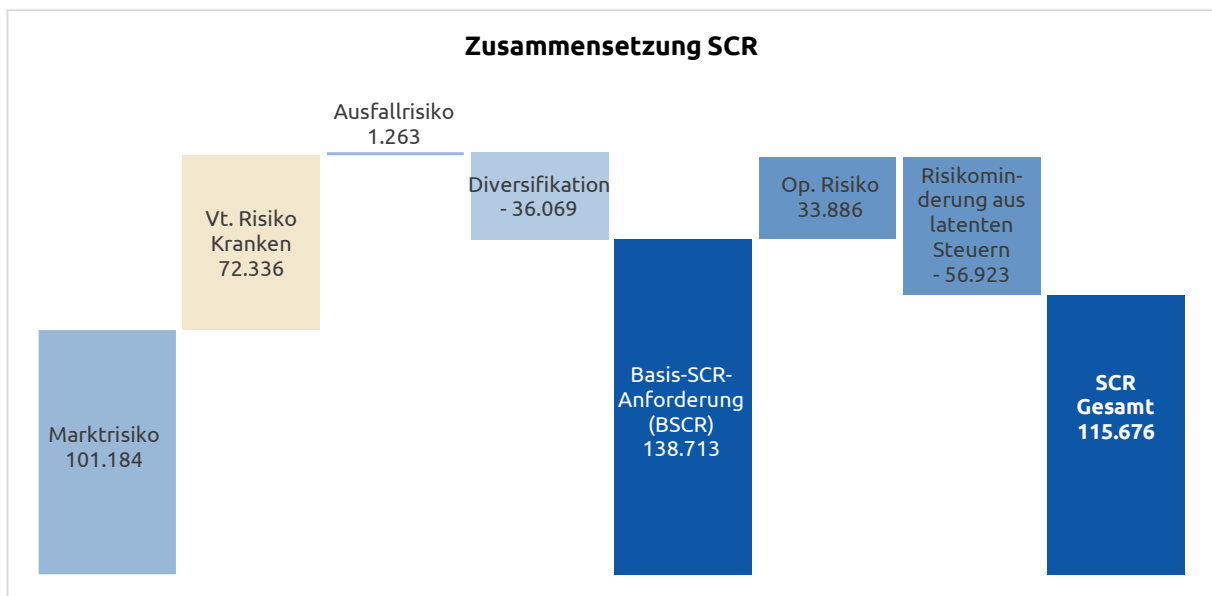 Zusammensetzung SCR
Marktrisiko
101.184
Vt. Risiko
Kranken
72.336
Ausfallrisiko
1.263
Diversifikation
- 36.069
Basis-SCR-
Anforderung
(BSCR)
138.713
Op. Risiko
33.886
Risikomin-
derung aus
latenten
Steuern
- 56.923
SCR
Gesamt
115.676